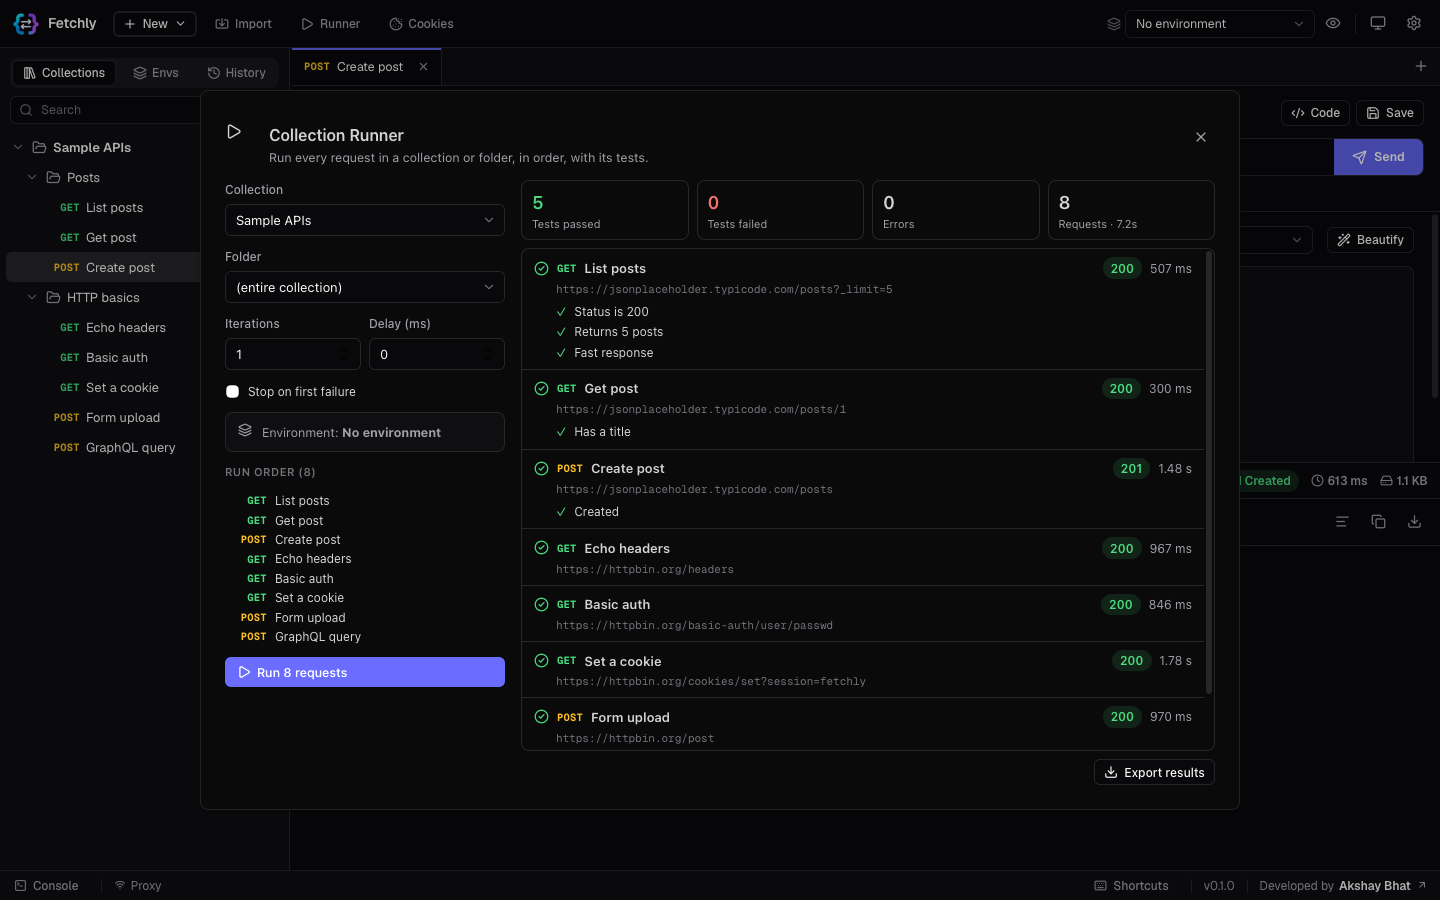 Fetchly
New
Import
Runner
Cookies
No environment
Collections
Envs
History
POST Create post
Search
Code
Save
Sample APIs
Send
Posts
GET List posts
GET Get post
POST Create post
HTTP basics
GET Echo headers
GET Basic auth
GET Set a cookie
POST Form upload
POST GraphQL query
Beautify
Created
613 ms
1.1 KB
Collection Runner
Run every request in a collection or folder, in order, with its tests.
Collection
Sample APIs
Folder
(entire collection)
Iterations
Delay (ms)
1
0
Stop on first failure
Environment: No environment
RUN ORDER (8)
GET List posts
GET Get post
POST Create post
GET Echo headers
GET Basic auth
GET Set a cookie
POST Form upload
POST GraphQL query
Run 8 requests
5
Tests passed
0
Tests failed
0
Errors
8
Requests · 7.2s
GET List posts 200 507 ms
https://jsonplaceholder.typicode.com/posts?_limit=5
Status is 200
Returns 5 posts
Fast response
GET Get post 200 300 ms
https://jsonplaceholder.typicode.com/posts/1
Has a title
POST Create post 201 1.48 s
https://jsonplaceholder.typicode.com/posts
Created
GET Echo headers 200 967 ms
https://httpbin.org/headers
GET Basic auth 200 846 ms
https://httpbin.org/basic-auth/user/passwd
GET Set a cookie 200 1.78 s
https://httpbin.org/cookies/set?session=fetchly
POST Form upload 200 970 ms
https://httpbin.org/post
Export results
Console
Proxy
Shortcuts
v0.1.0
Developed by Akshay Bhat